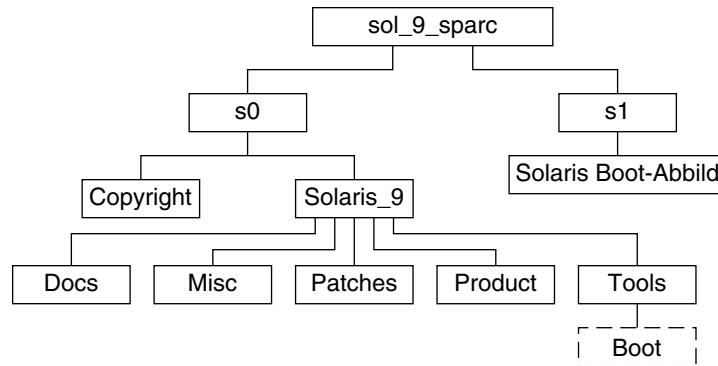 sol_9_sparc
s0
s1
Copyright
Solaris_9
Solaris Boot-Abbild
Docs
Misc
Patches
Product
Tools
Boot